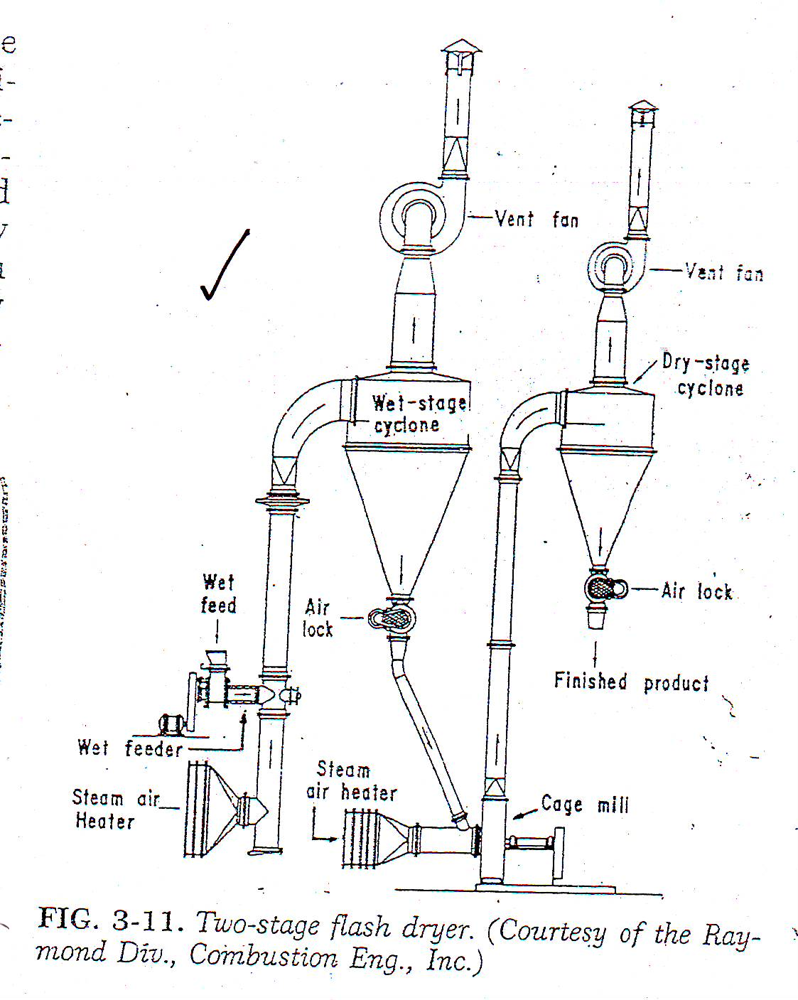 e
d
y
Vent fan
Vent fan
Dry-stage
cyclone
Wet-stage
cyclone
Wet
feed
Air
lock
Air lock
Finished product
Wet feeder
Steam
air heater
Steam air
Heater
Cage mill
FIG. 3-11. Two-stage flash dryer. (Courtesy of the Ray-
mond Div., Combustion Eng., Inc.)